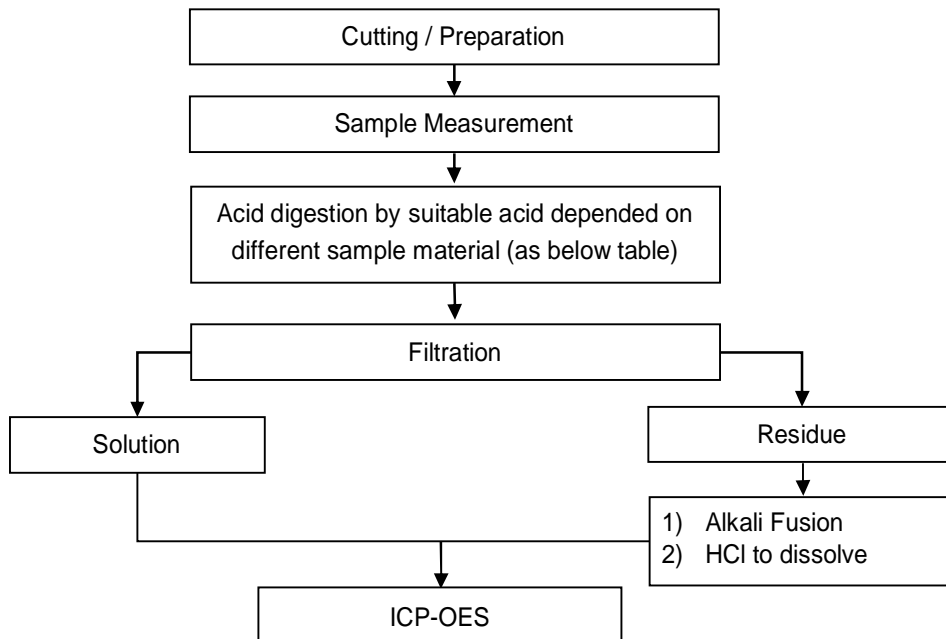 Cutting / Preparation
Sample Measurement
Acid digestion by suitable acid depended on
different sample material (as below table)
Filtration
Solution
Residue
1) Alkali Fusion
2) HCl to dissolve
ICP-OES